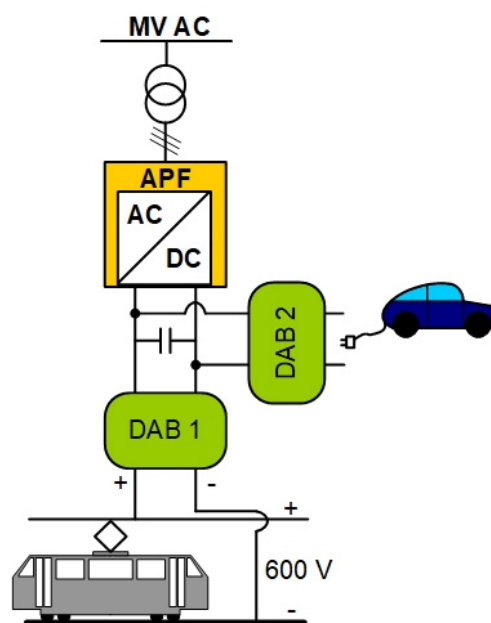 MV AC
APF
AC
DC
DAB 2
DAB 1
+ -
+
600 V
-